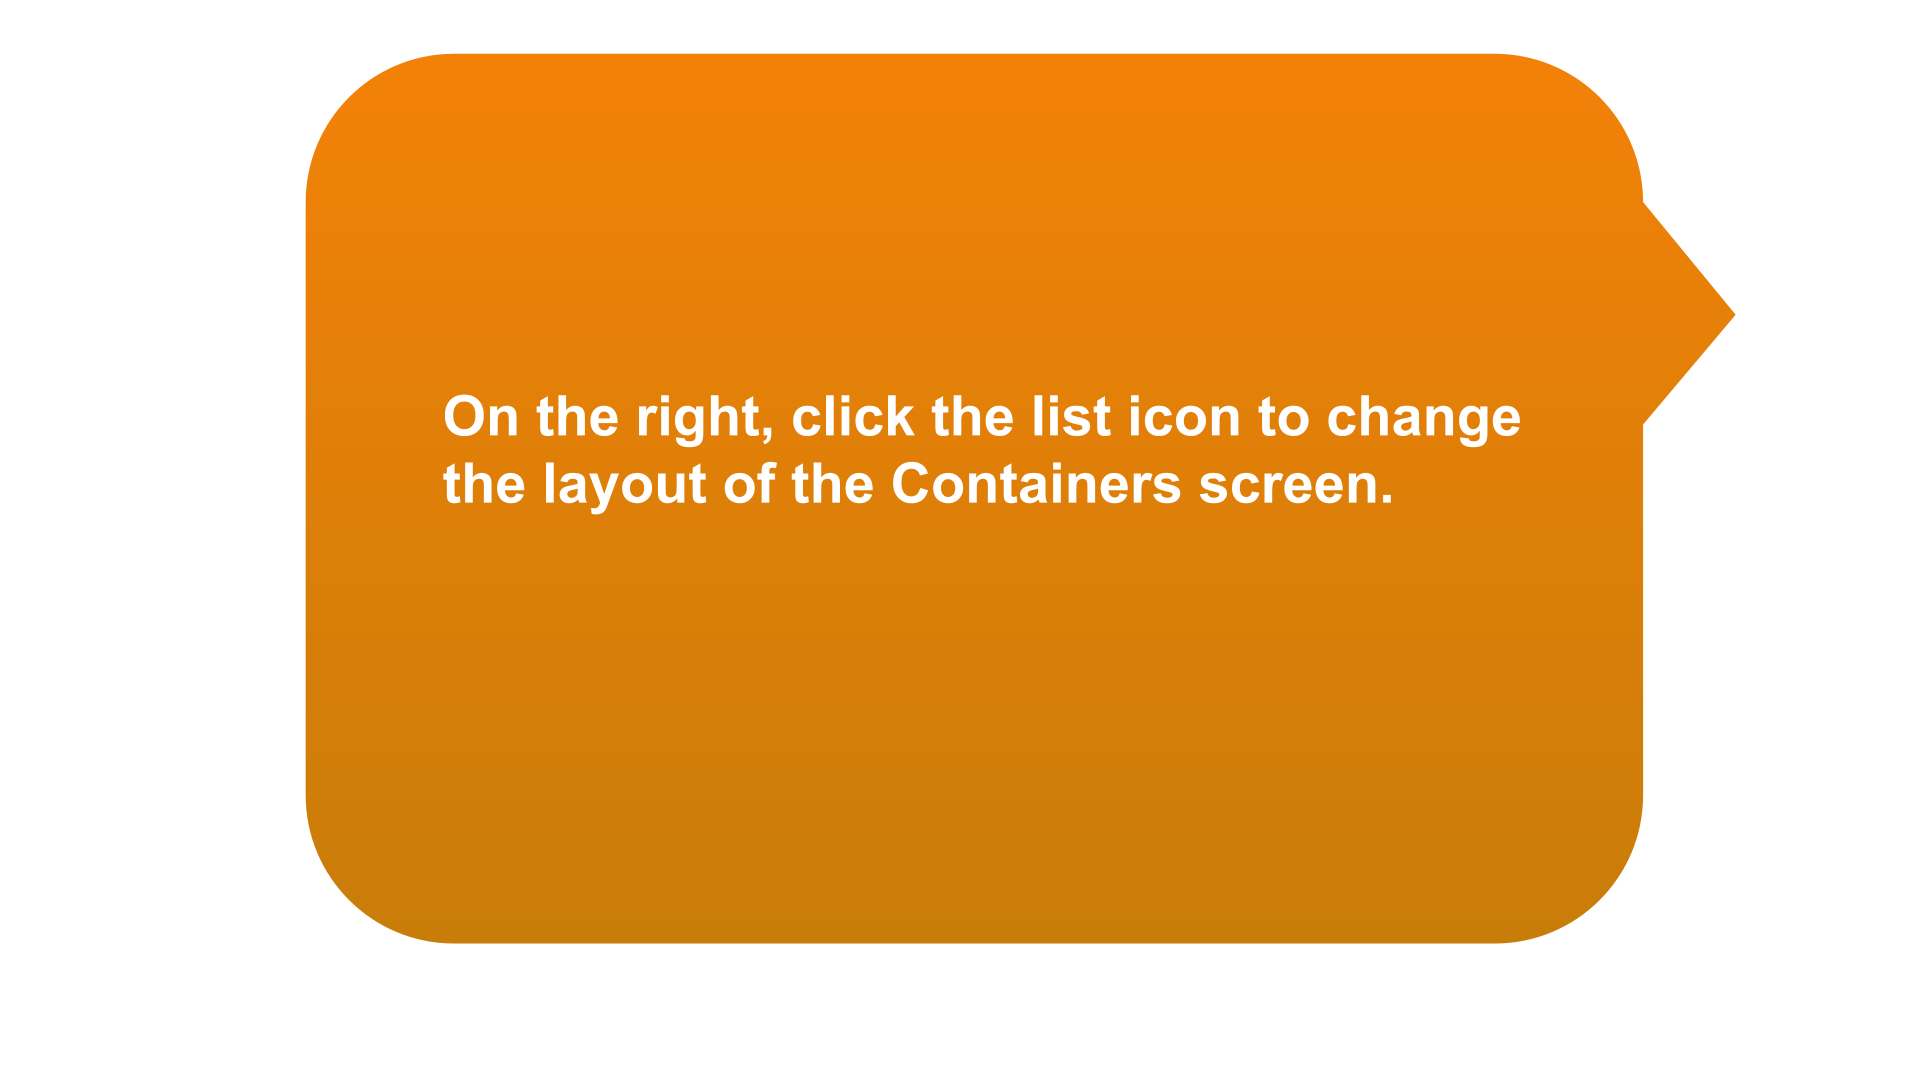 On the right, click the list icon to change
the layout of the Containers screen.